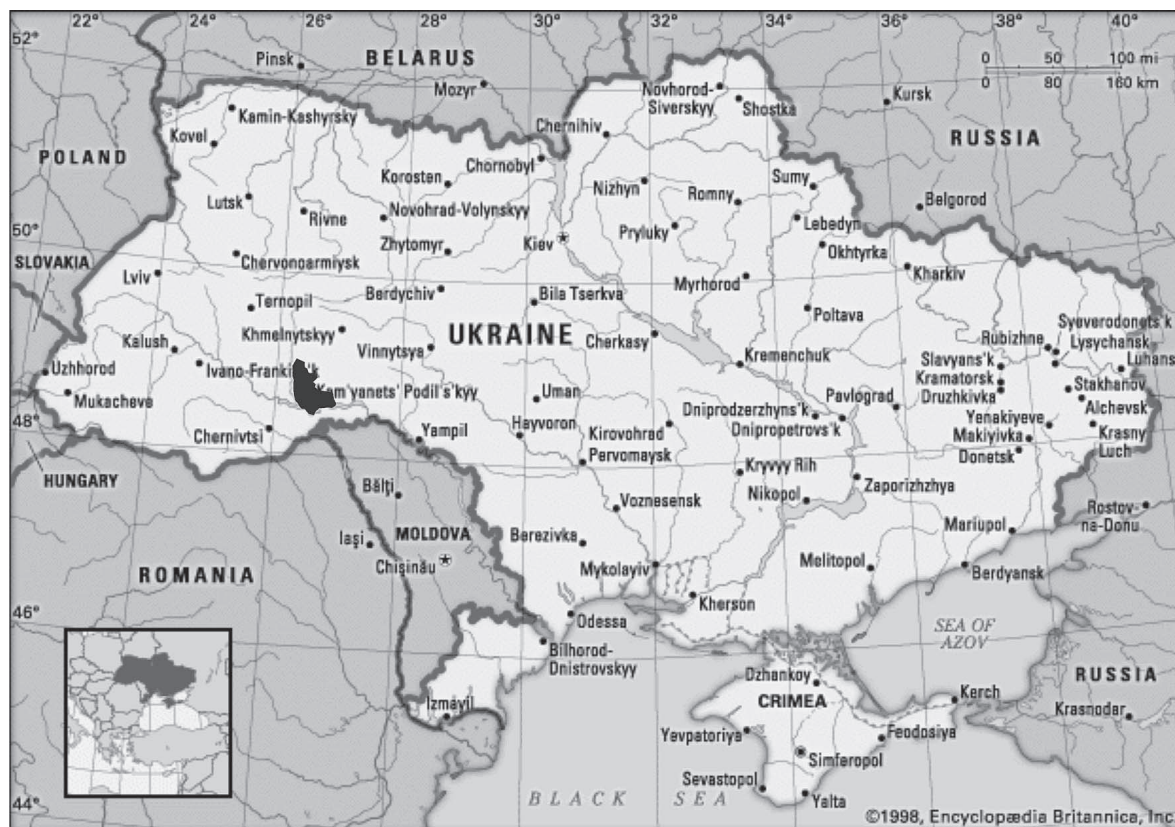 22° 24° 26° 28° 30° 32° 34° 36° 38° 40°
52°
0 50 100 mi
0 80 160 km
Pinsk
BELARUS
Mozyr
Novhorod-
Siverskyy
Shostka
Kursk
Kamin-Kashyrsky
Kovel
Chernihiv
RUSSIA
POLAND
Chornobyl
Korosten
Nizhyn
Romny
Sumy
Lutsk
Rivne
Novohrad-Volynskyy
Belgorod
Lebedyn
Pryluky
50°
Zhytomyr
Kiev
Okhtyrka
SLOVAKIA
Chervonoarmiysk
Kharkiv
Lviv
Myrhorod
Berdychiv
Bila Tserkva
Ternopil
Poltava
Khmelnytskyy
UKRAINE
Cherkasy
Syeverodonets'k
Rubizhne
Lysychansk
Kalush
Vinnytsya
Kremenchuk
Slavyans'k
Luhans
Uzhhorod
Kramatorsk
Stakhanov
Mukacheve
Podil's'kyy
Uman
Pavlograd
Druzhkivka
Alchevsk
Dniprodzerzhyns'k
Yenakiyeve
48°
Chernivtsi
Yampil
Hayvoron
Kirovohrad
Dnipropetrovs'k
Makiyivka
Krasny
Luch
Pervomaysk
Donetsk
HUNGARY
Kryvyy Rih
Bălţi
Nikopol
Zaporizhzhya
Voznesensk
Rostov-
na-Donu
MOLDOVA
Iaşi
Berezivka
Mariupol
Chişinău
Mykolayiv
Melitopol
Berdyansk
ROMANIA
Kherson
46°
Odessa
SEA OF
AZOV
Bilhorod-
Dnistrovskyy
Dzhankoy
RUSSIA
CRIMEA
Kerch
Izmayil
Krasnodar
Yevpatoriya
Feodosiya
Simferopol
Sevastopol
Yalta
BLACK SEA
44°
©1998, Encyclopædia Britannica, Inc